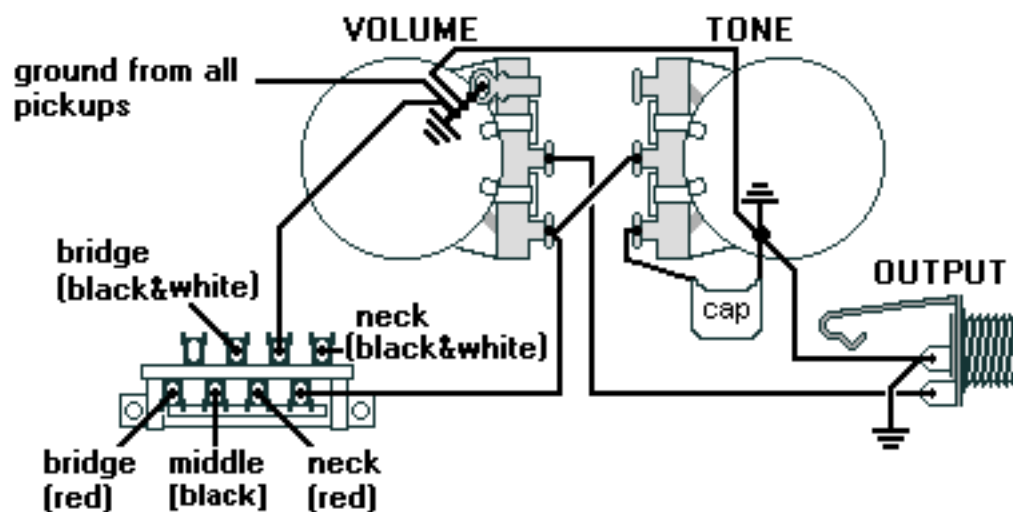 VOLUME
TONE
ground from all
pickups
bridge
(black&white)
neck
(black&white)
OUTPUT
cap
bridge
(red)
middle
[black]
neck
(red)